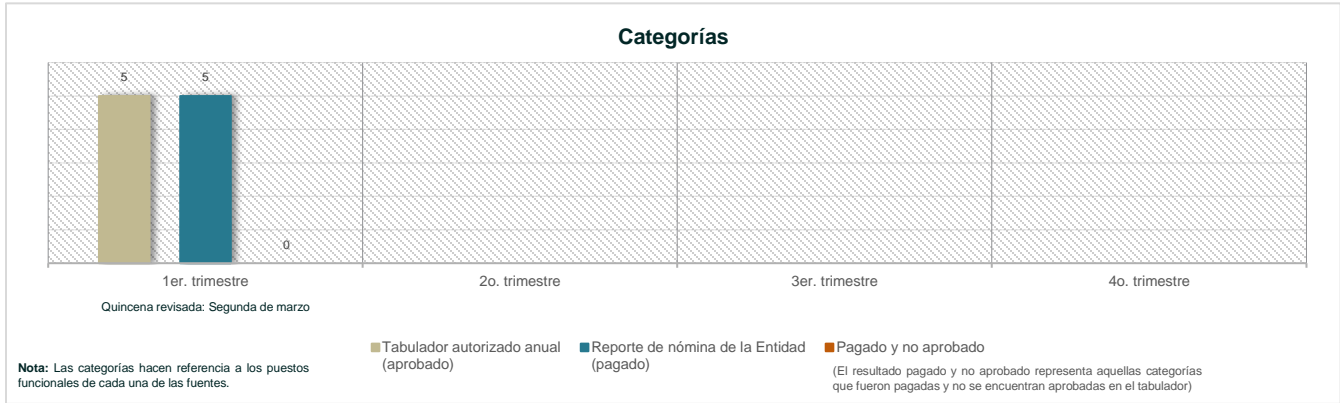 Categorías
5
5
0
1er. trimestre
2o. trimestre
3er. trimestre
4o. trimestre
Quincena revisada: Segunda de marzo
Tabulador autorizado anual
(aprobado)
Reporte de nómina de la Entidad
(pagado)
Pagado y no aprobado
(El resultado pagado y no aprobado representa aquellas categorías
que fueron pagadas y no se encuentran aprobadas en el tabulador)
Nota: Las categorías hacen referencia a los puestos
funcionales de cada una de las fuentes.